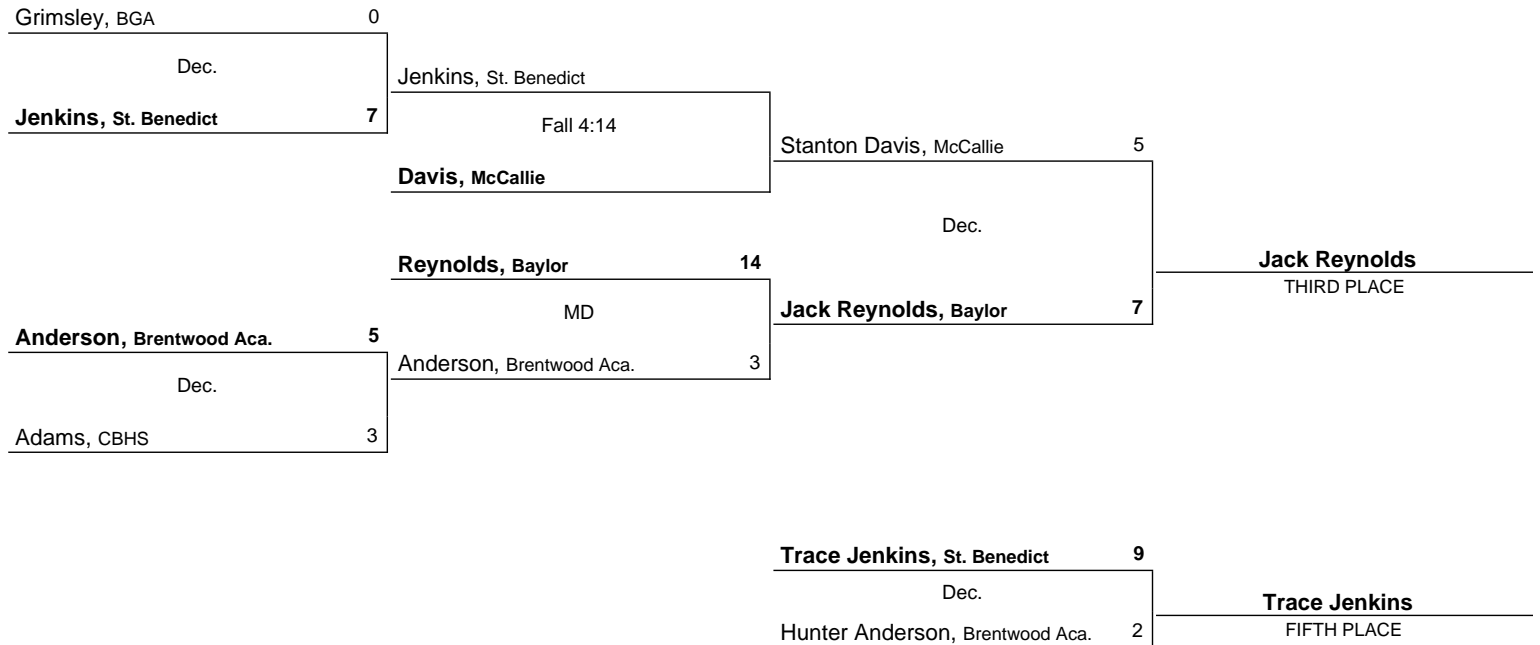 Grimsley, BGA 0
Dec.
Jenkins, St. Benedict 7
Jenkins, St. Benedict
Fall 4:14
Davis, McCallie
Reynolds, Baylor 14
MD
Anderson, Brentwood Aca. 3
Anderson, Brentwood Aca. 5
Dec.
Adams, CBHS 3
Stanton Davis, McCallie 5
Dec.
Jack Reynolds, Baylor 7
Jack Reynolds
THIRD PLACE
Trace Jenkins, St. Benedict 9
Dec.
Hunter Anderson, Brentwood Aca. 2
Trace Jenkins
FIFTH PLACE